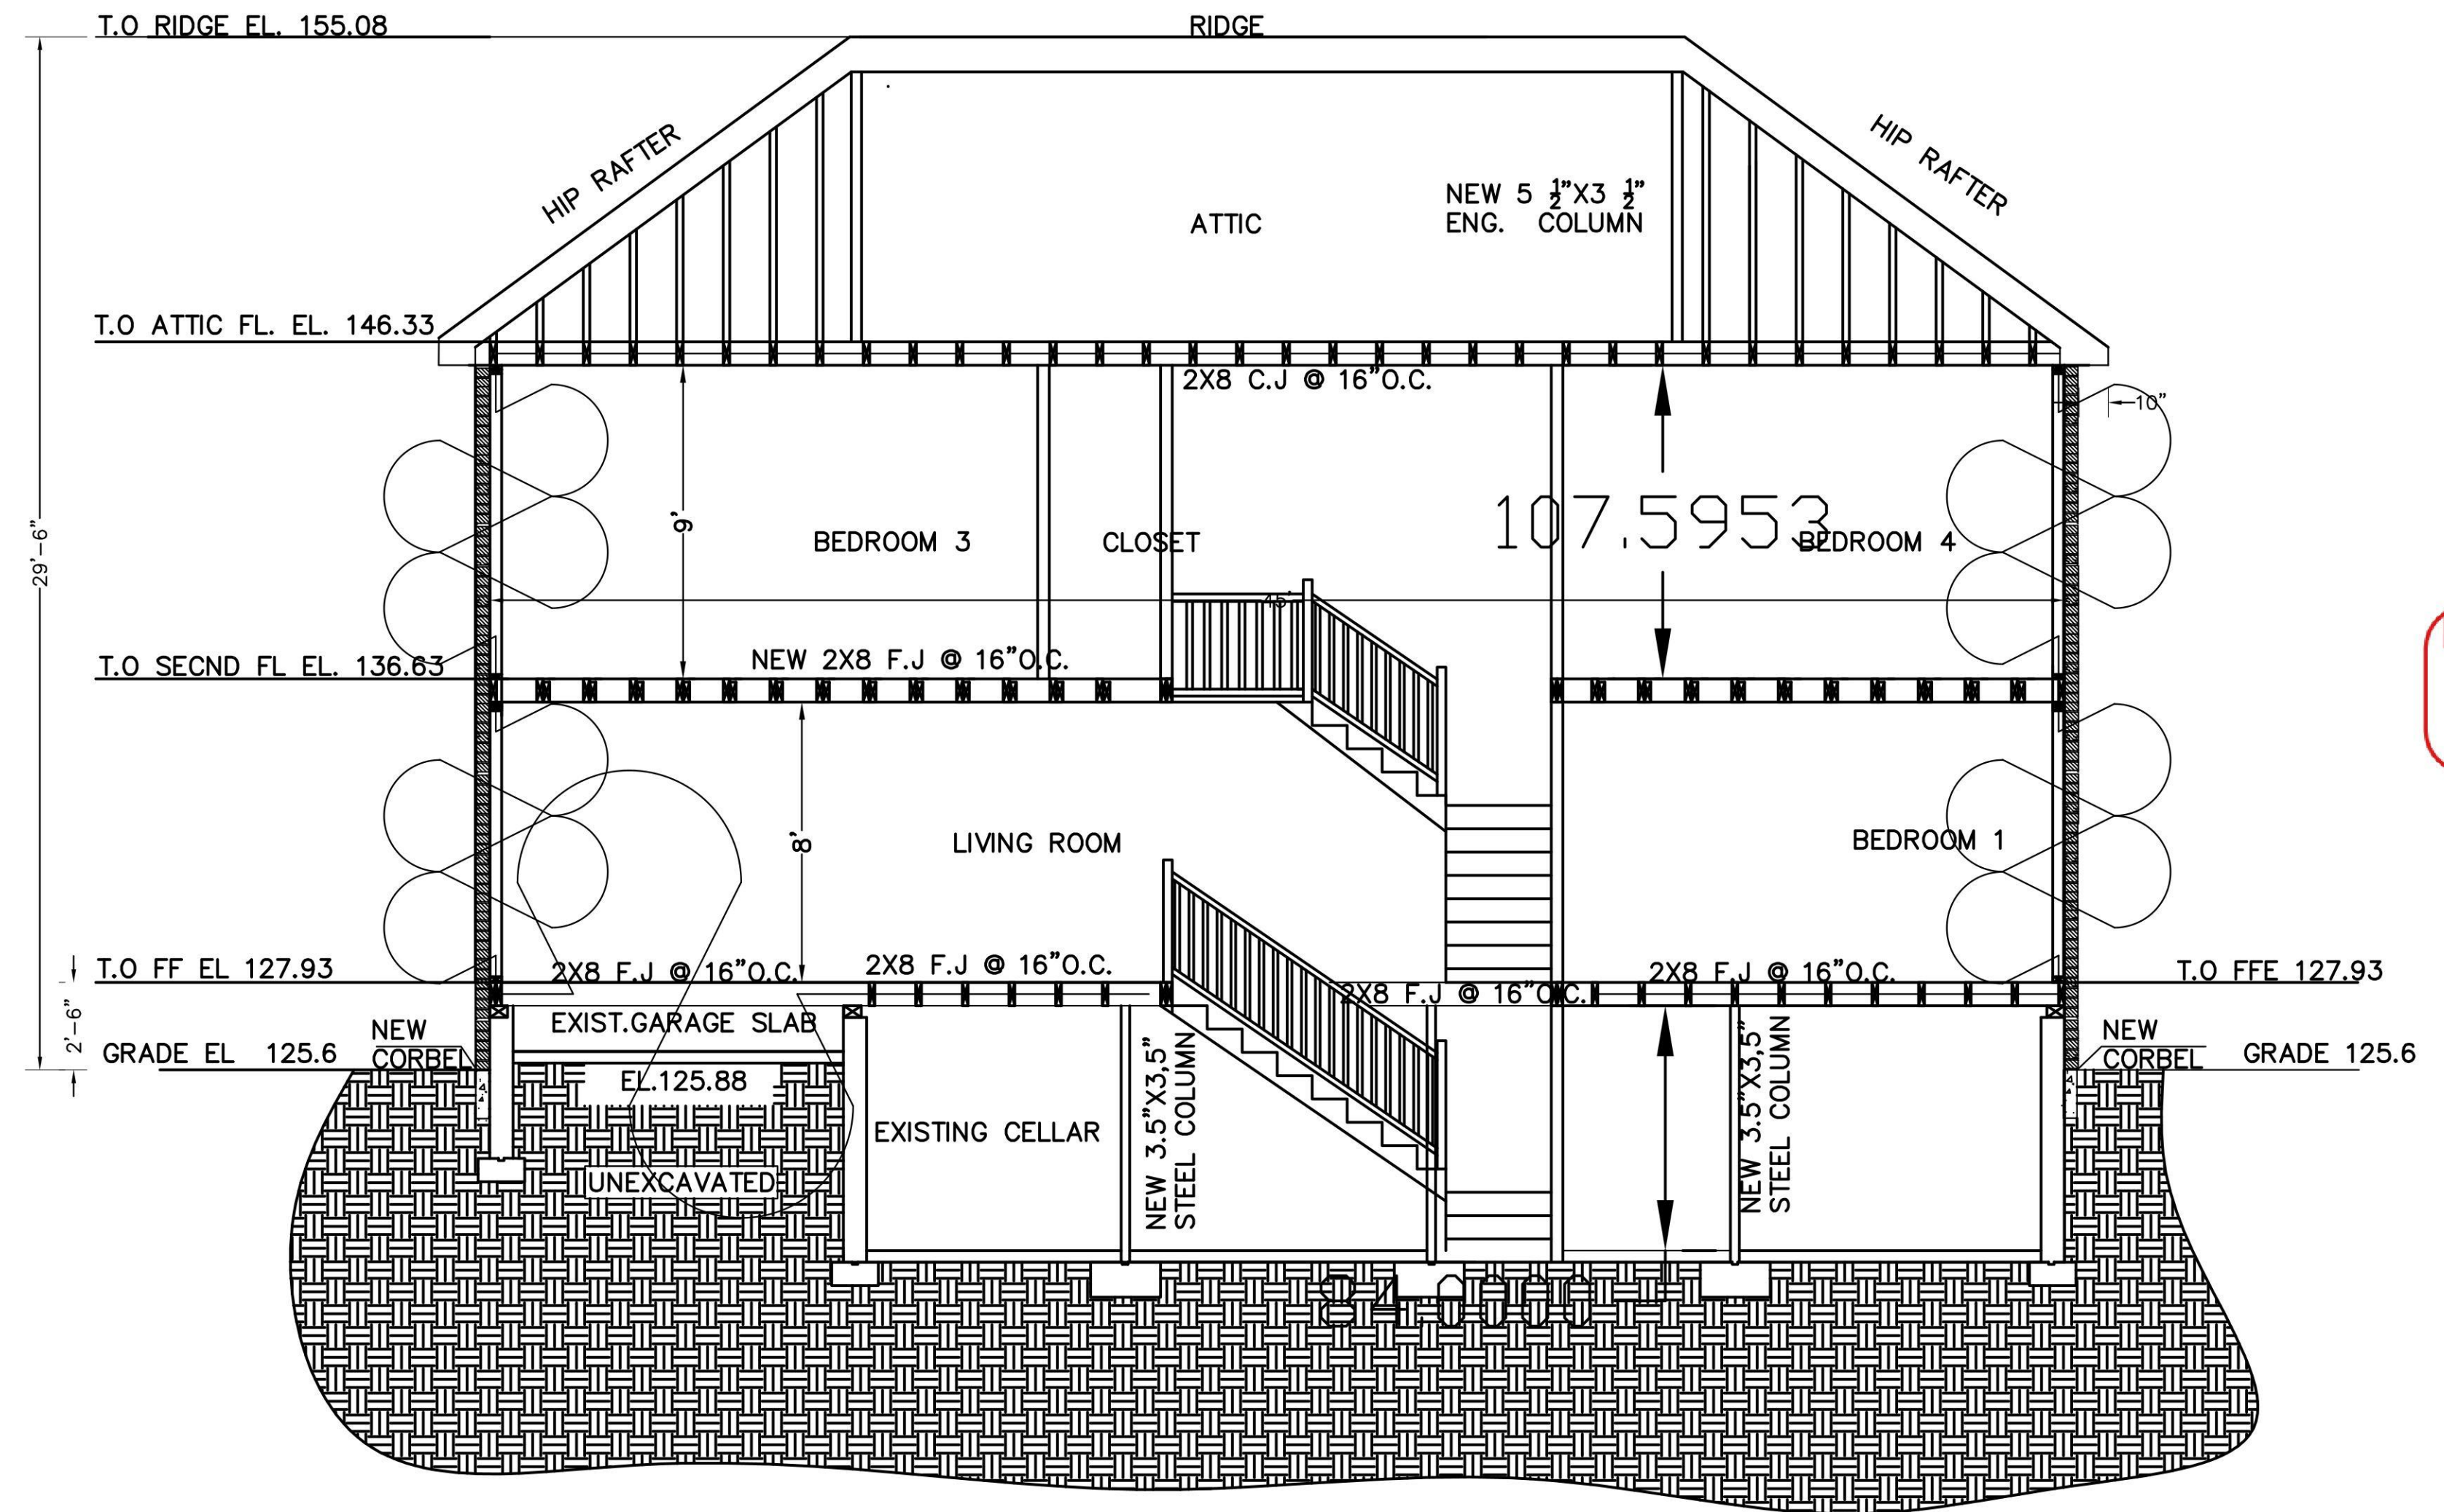 T.O RIDGE EL. 155.08
RIDGE
HIP RAFTER
HIP RAFTER
NEW 5 ½"X3 ½"
ENG. COLUMN
ATTIC
T.O ATTIC FL. EL. 146.33
2X8 C.J @ 16"O.C.
10"
29'-6"
9'
107.5953
BEDROOM 3
CLOSET
BEDROOM 4
45'
T.O SECND FL EL. 136.63
NEW 2X8 F.J @ 16"O.C.
8'
LIVING ROOM
BEDROOM 1
T.O FF EL 127.93
2X8 F.J @ 16"O.C.
2X8 F.J @ 16"O.C.
2X8 F.J @ 16"O.C.
2X8 F.J @ 16"O.C.
T.O FFE 127.93
2'-6"
NEW
CORBEL
EXIST.GARAGE SLAB
NEW
CORBEL
GRADE EL 125.6
GRADE 125.6
EL.125.88
NEW 3.5"X3,5"
STEEL COLUMN
NEW 3.5"X3,5"
STEEL COLUMN
EXISTING CELLAR
UNEXCAVATED
84.0000